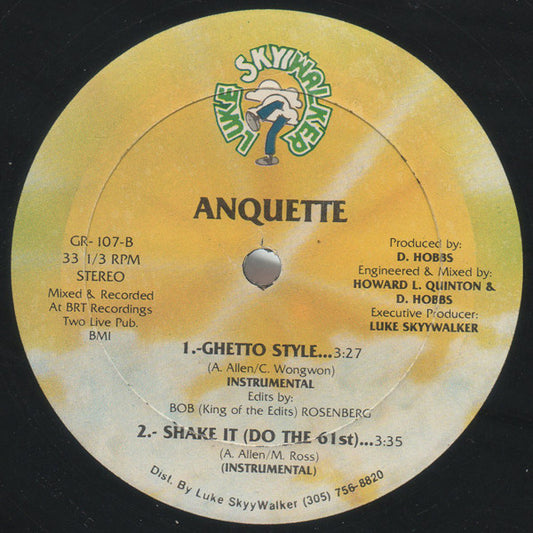 LUKE SKYYWALKER
ANQUETTE
GR-107-B
33 1/3 RPM
STEREO
Mixed & Recorded
At BRT Recordings
Two Live Pub.
BMI
Produced by:
D. HOBBS
Engineered & Mixed by:
HOWARD L. QUINTON &
D. HOBBS
Executive Producer:
LUKE SKYYWALKER
1.-GHETTO STYLE...3:27
(A. Allen/C. Wongwon)
INSTRUMENTAL
Edits by:
BOB (King of the Edits) ROSENBERG
2.- SHAKE IT (DO THE 61st)...3:35
(A. Allen/M. Ross)
(INSTRUMENTAL)
Dist. By Luke SkyyWalker (305) 756-8820